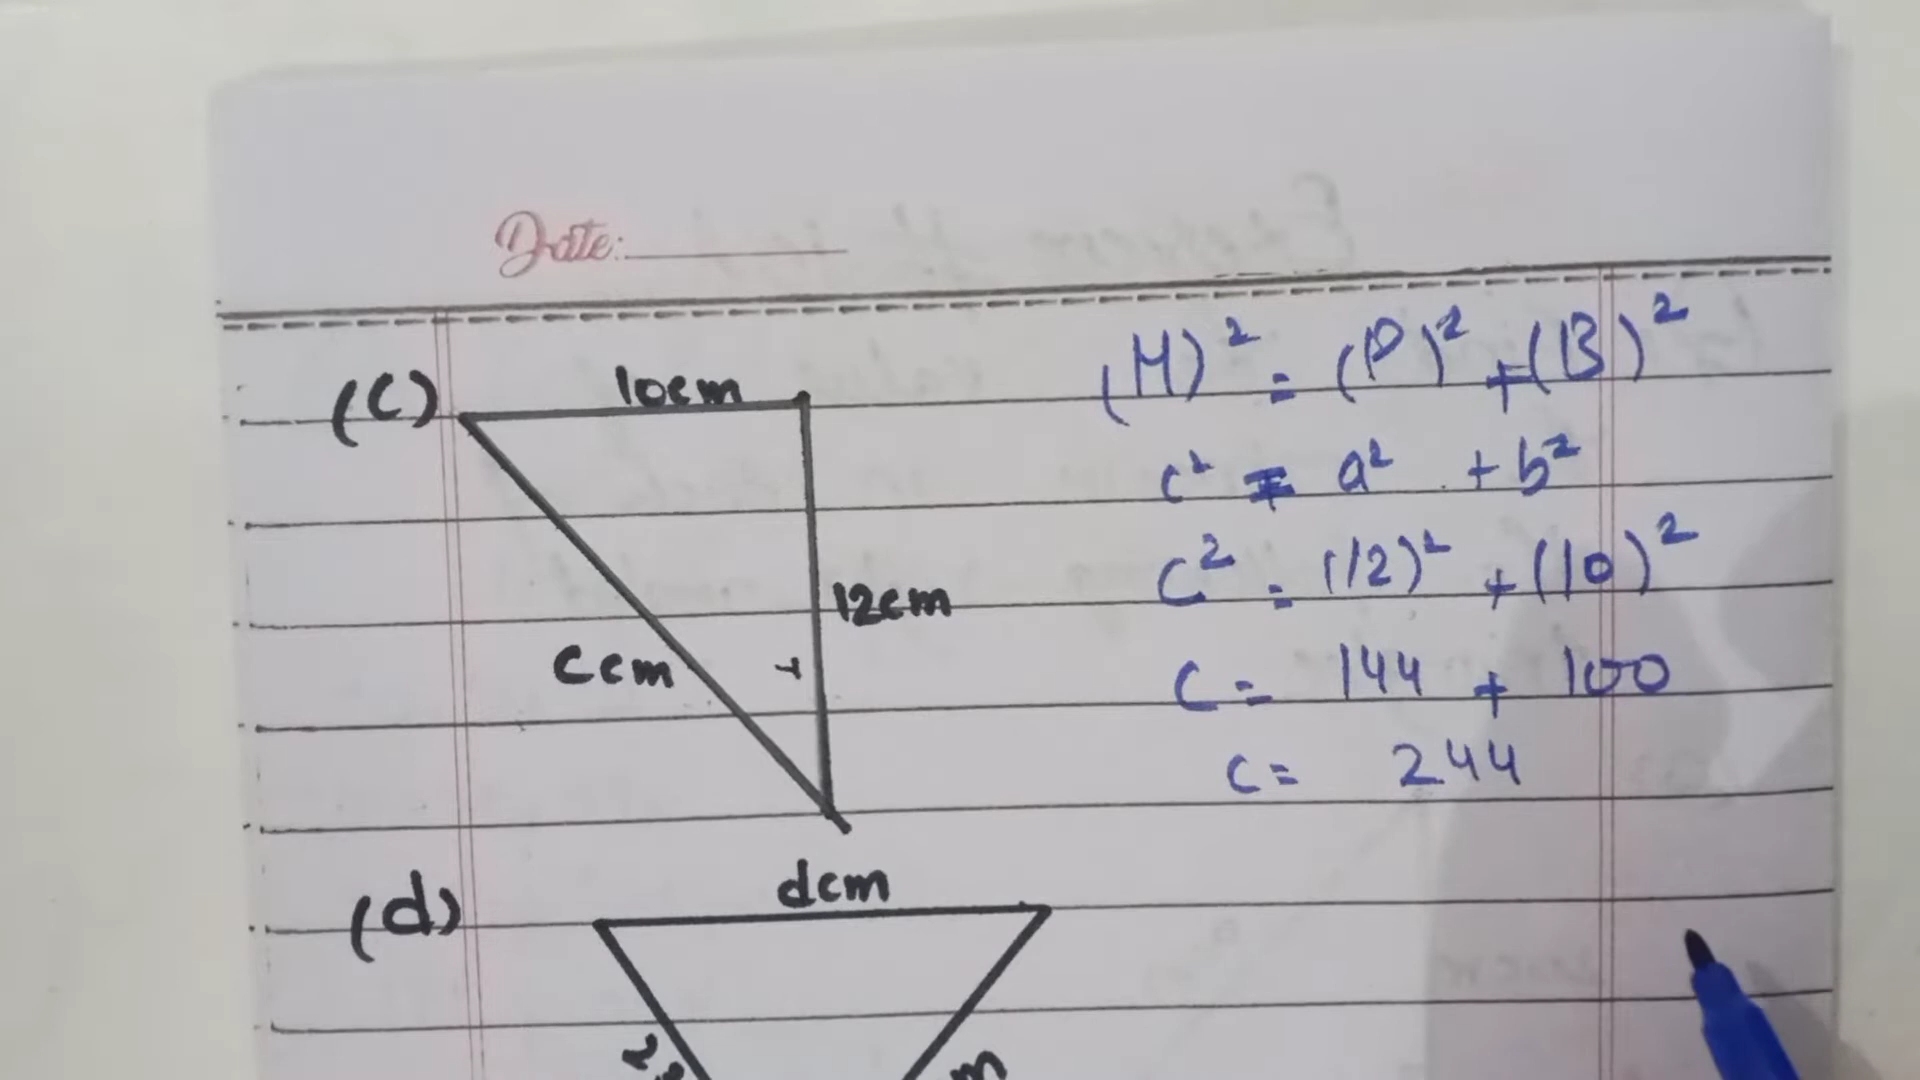 Date:
(C)
10cm
12cm
Ccm
(H)² = (P)² + (B)²
c² = a² + b²
C² = (12)² + (10)²
C = 144 + 100
C = 244
(d)
dcm